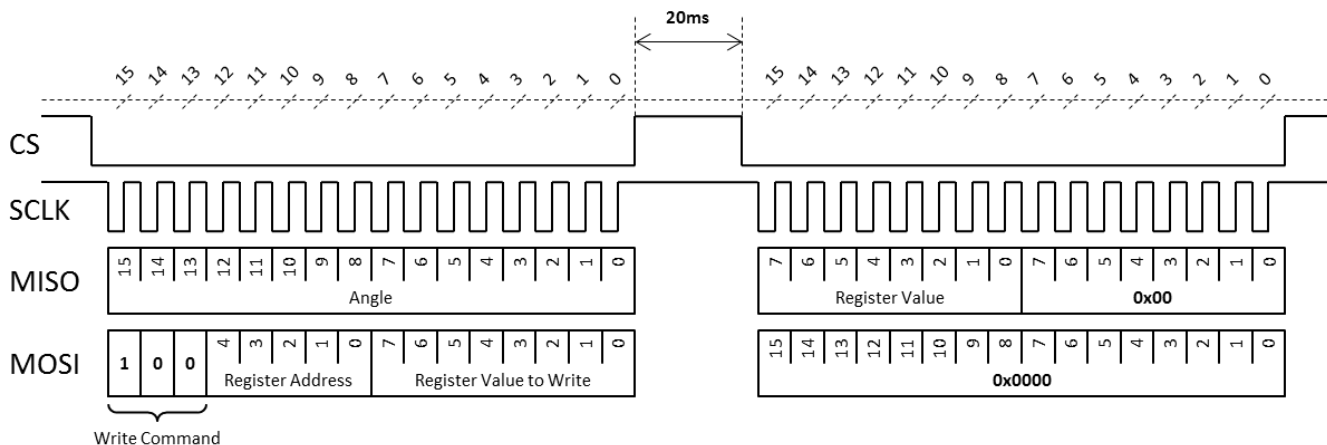 20ms
15 14 13 12 11 10 9 8 7 6 5 4 3 2 1 0 15 14 13 12 11 10 9 8 7 6 5 4 3 2 1 0
CS
SCLK
MISO 15 14 13 12 11 10 9 8 7 6 5 4 3 2 1 0 7 6 5 4 3 2 1 0 7 6 5 4 3 2 1 0
Angle Register Value 0x00
MOSI 1 0 0 4 3 2 1 0 7 6 5 4 3 2 1 0 15 14 13 12 11 10 9 8 7 6 5 4 3 2 1 0
Register Address Register Value to Write 0x0000
Write Command